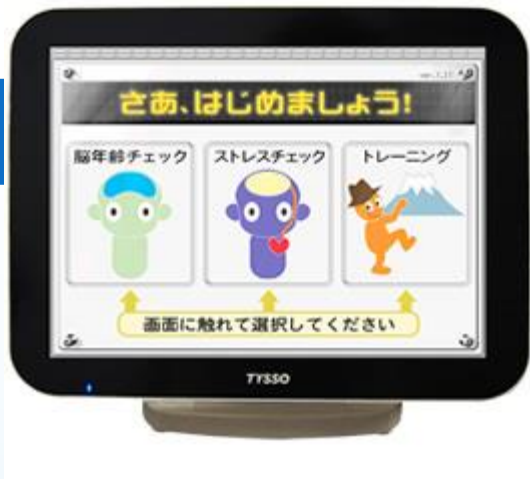 さあ、はじめましょう!
脳年齢チェック
ストレスチェック
トレーニング
画面に触れて選択してください
TYSSO